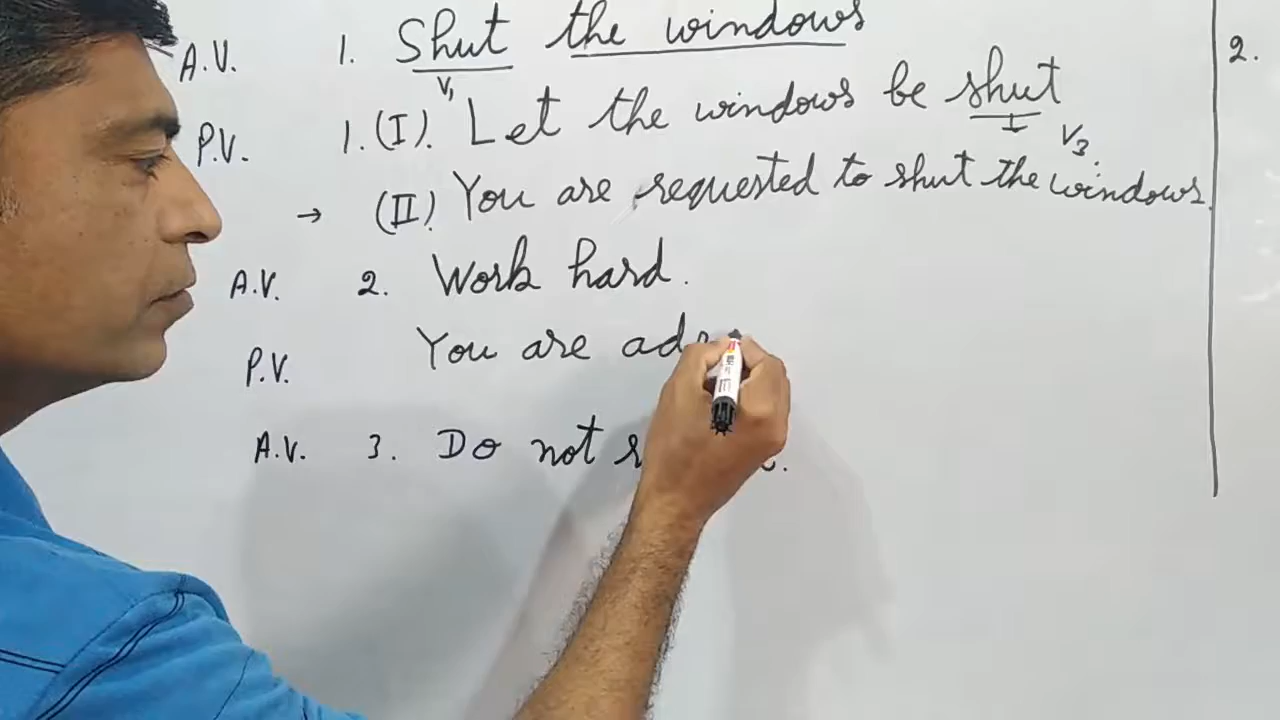 A.V. 1. Shut the windows
V1
P.V. 1. (I). Let the windows be shut
V3.
→ (II) You are requested to shut the windows.
A.V. 2. Work hard.
P.V. You are
A.V. 3. Do not
2.